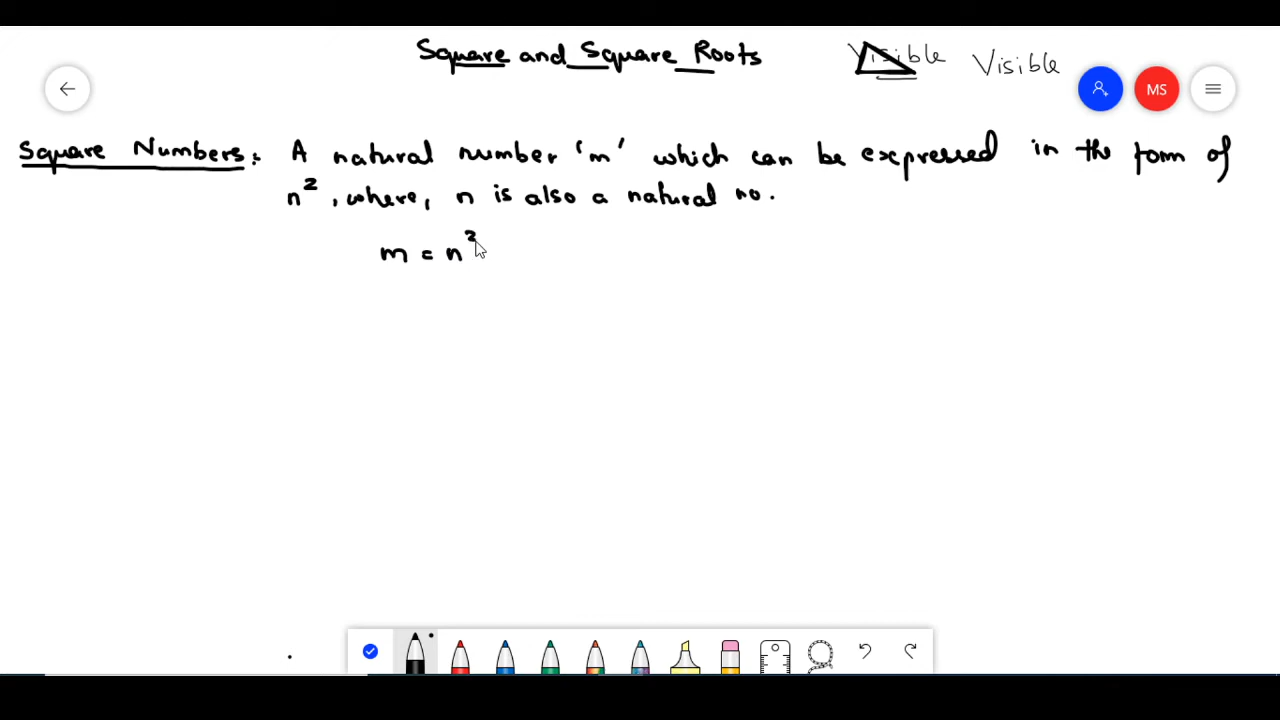 Square and Square Roots
Visible Visible
MS
Square Numbers: A natural number 'm' which can be expressed in the form of
n², where, n is also a natural no.
m = n²